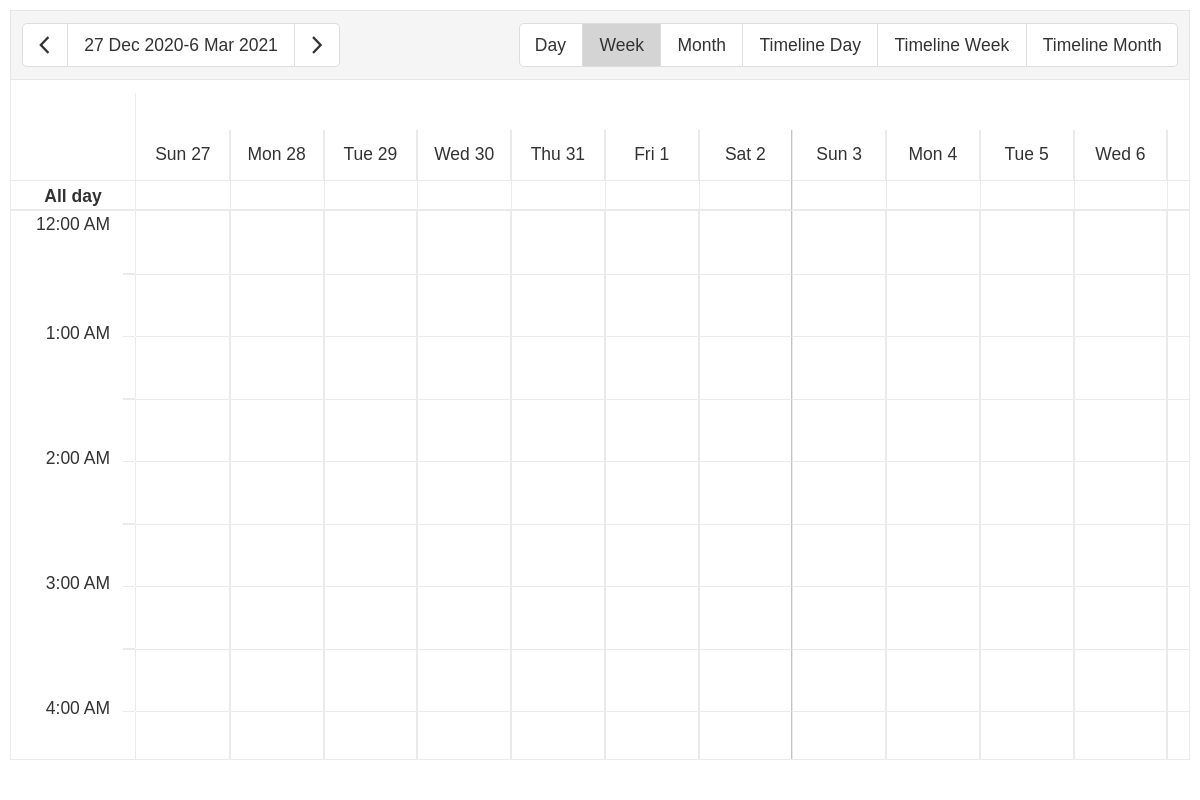 27 Dec 2020-6 Mar 2021 Day Week Month Timeline Day Timeline Week Timeline Month
Sun 27 Mon 28 Tue 29 Wed 30 Thu 31 Fri 1 Sat 2 Sun 3 Mon 4 Tue 5 Wed 6
All day
12:00 AM
1:00 AM
2:00 AM
3:00 AM
4:00 AM